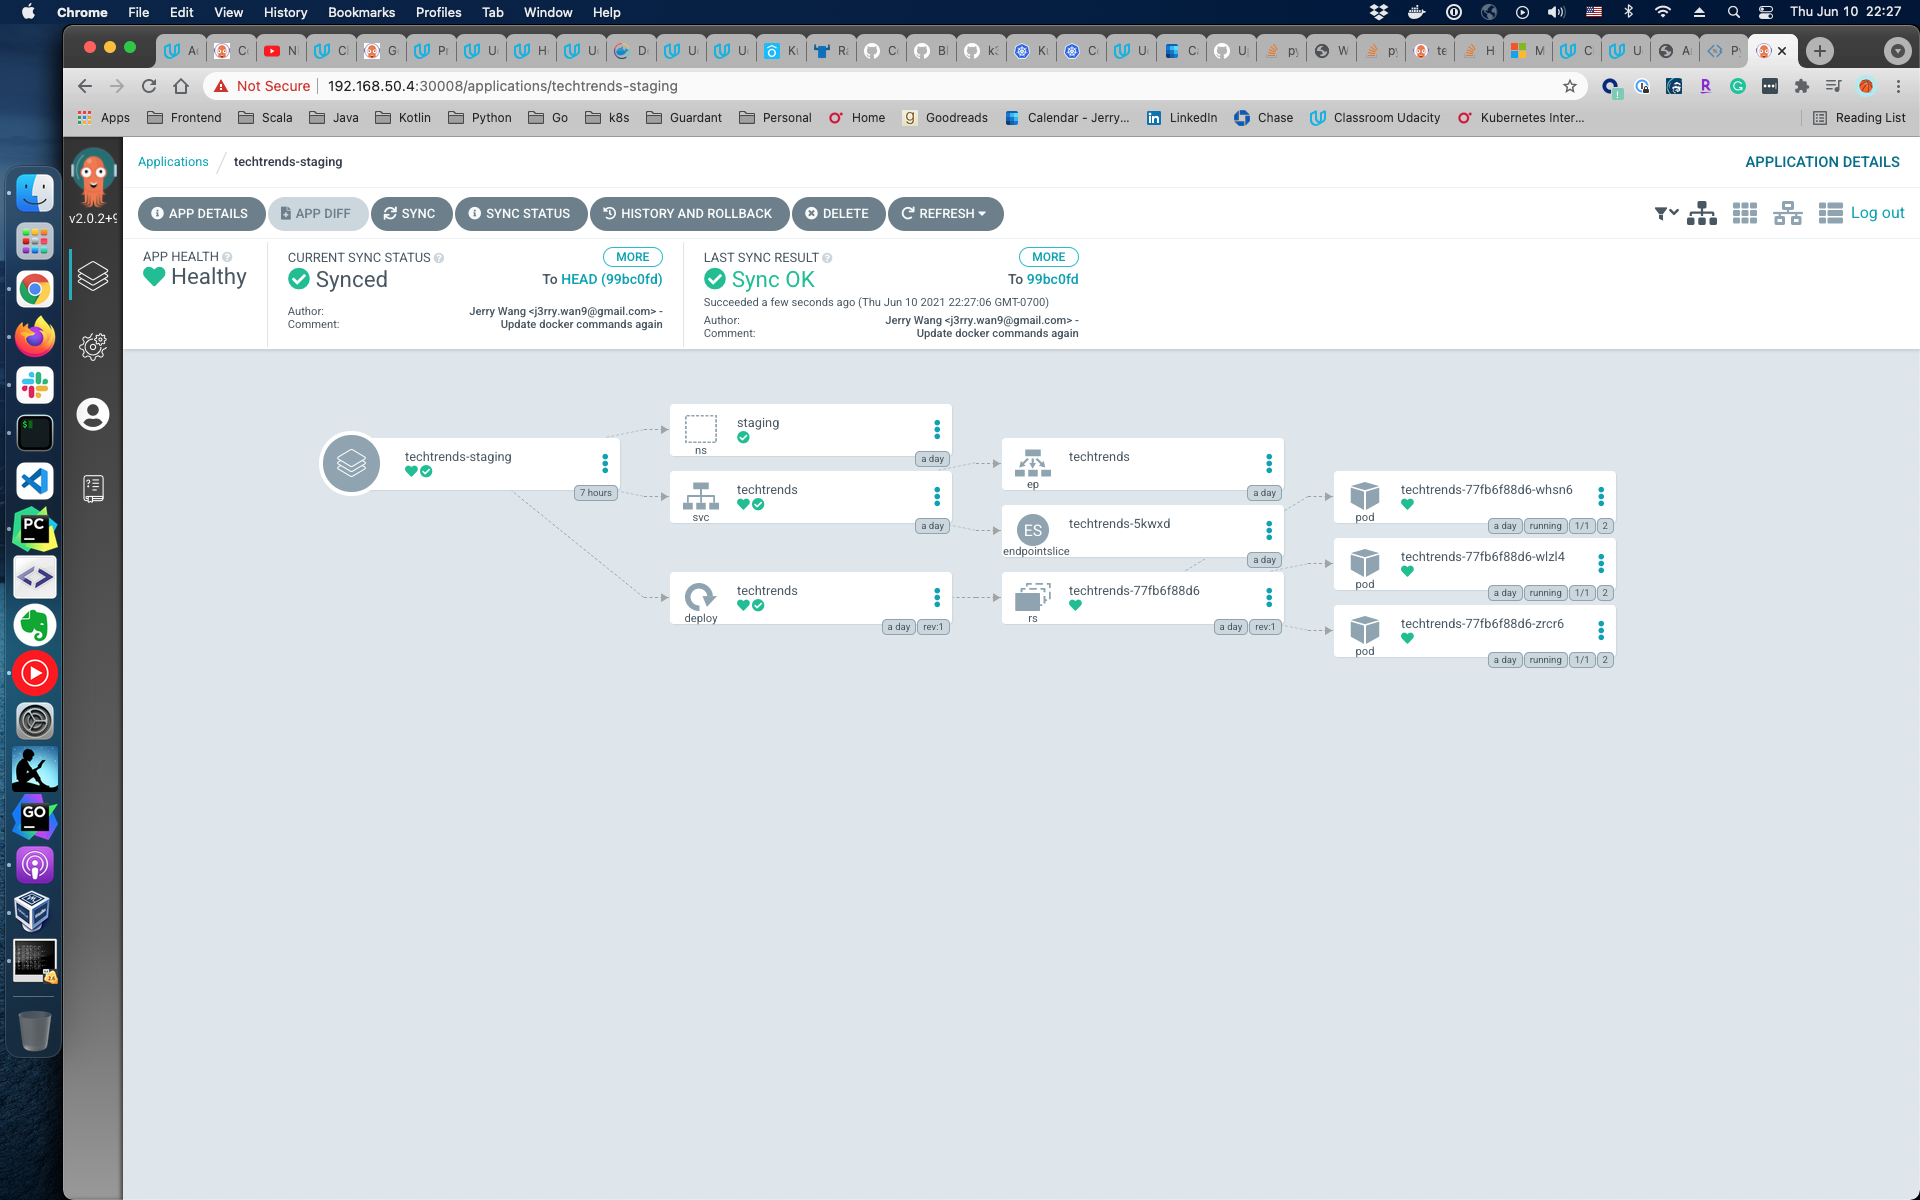 Chrome File Edit View History Bookmarks Profiles Tab Window Help Thu Jun 10 22:27
Not Secure 192.168.50.4:30008/applications/techtrends-staging
Apps Frontend Scala Java Kotlin Python Go k8s Guardant Personal Home Goodreads Calendar - Jerry... LinkedIn Chase Classroom Udacity Kubernetes Inter... Reading List
Applications / techtrends-staging APPLICATION DETAILS
v2.0.2+9
APP DETAILS APP DIFF SYNC SYNC STATUS HISTORY AND ROLLBACK DELETE REFRESH Log out
APP HEALTH
Healthy
CURRENT SYNC STATUS MORE
Synced To HEAD (99bc0fd)
Author: Jerry Wang <j3rry.wan9@gmail.com> -
Comment: Update docker commands again
LAST SYNC RESULT MORE
Sync OK To 99bc0fd
Succeeded a few seconds ago (Thu Jun 10 2021 22:27:06 GMT-0700)
Author: Jerry Wang <j3rry.wan9@gmail.com> -
Comment: Update docker commands again
techtrends-staging
7 hours
staging
ns
a day
techtrends
svc
a day
techtrends
deploy
a day rev:1
techtrends
ep
a day
ES
techtrends-5kwxd
endpointslice
a day
techtrends-77fb6f88d6
rs
a day rev:1
techtrends-77fb6f88d6-whsn6
pod
a day running 1/1 2
techtrends-77fb6f88d6-wlzl4
pod
a day running 1/1 2
techtrends-77fb6f88d6-zrcr6
pod
a day running 1/1 2
PC
GO